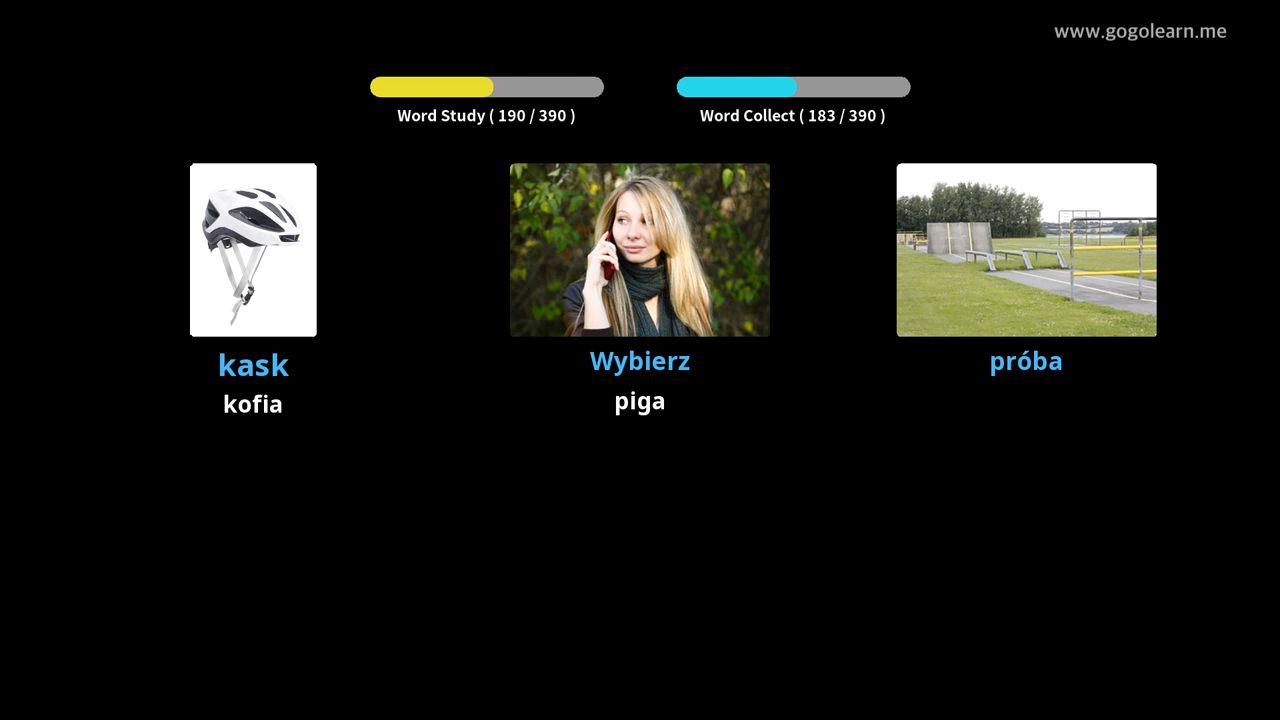 www.gogolearn.me
Word Study ( 190 / 390 )
Word Collect ( 183 / 390 )
kask
kofia
Wybierz
piga
próba